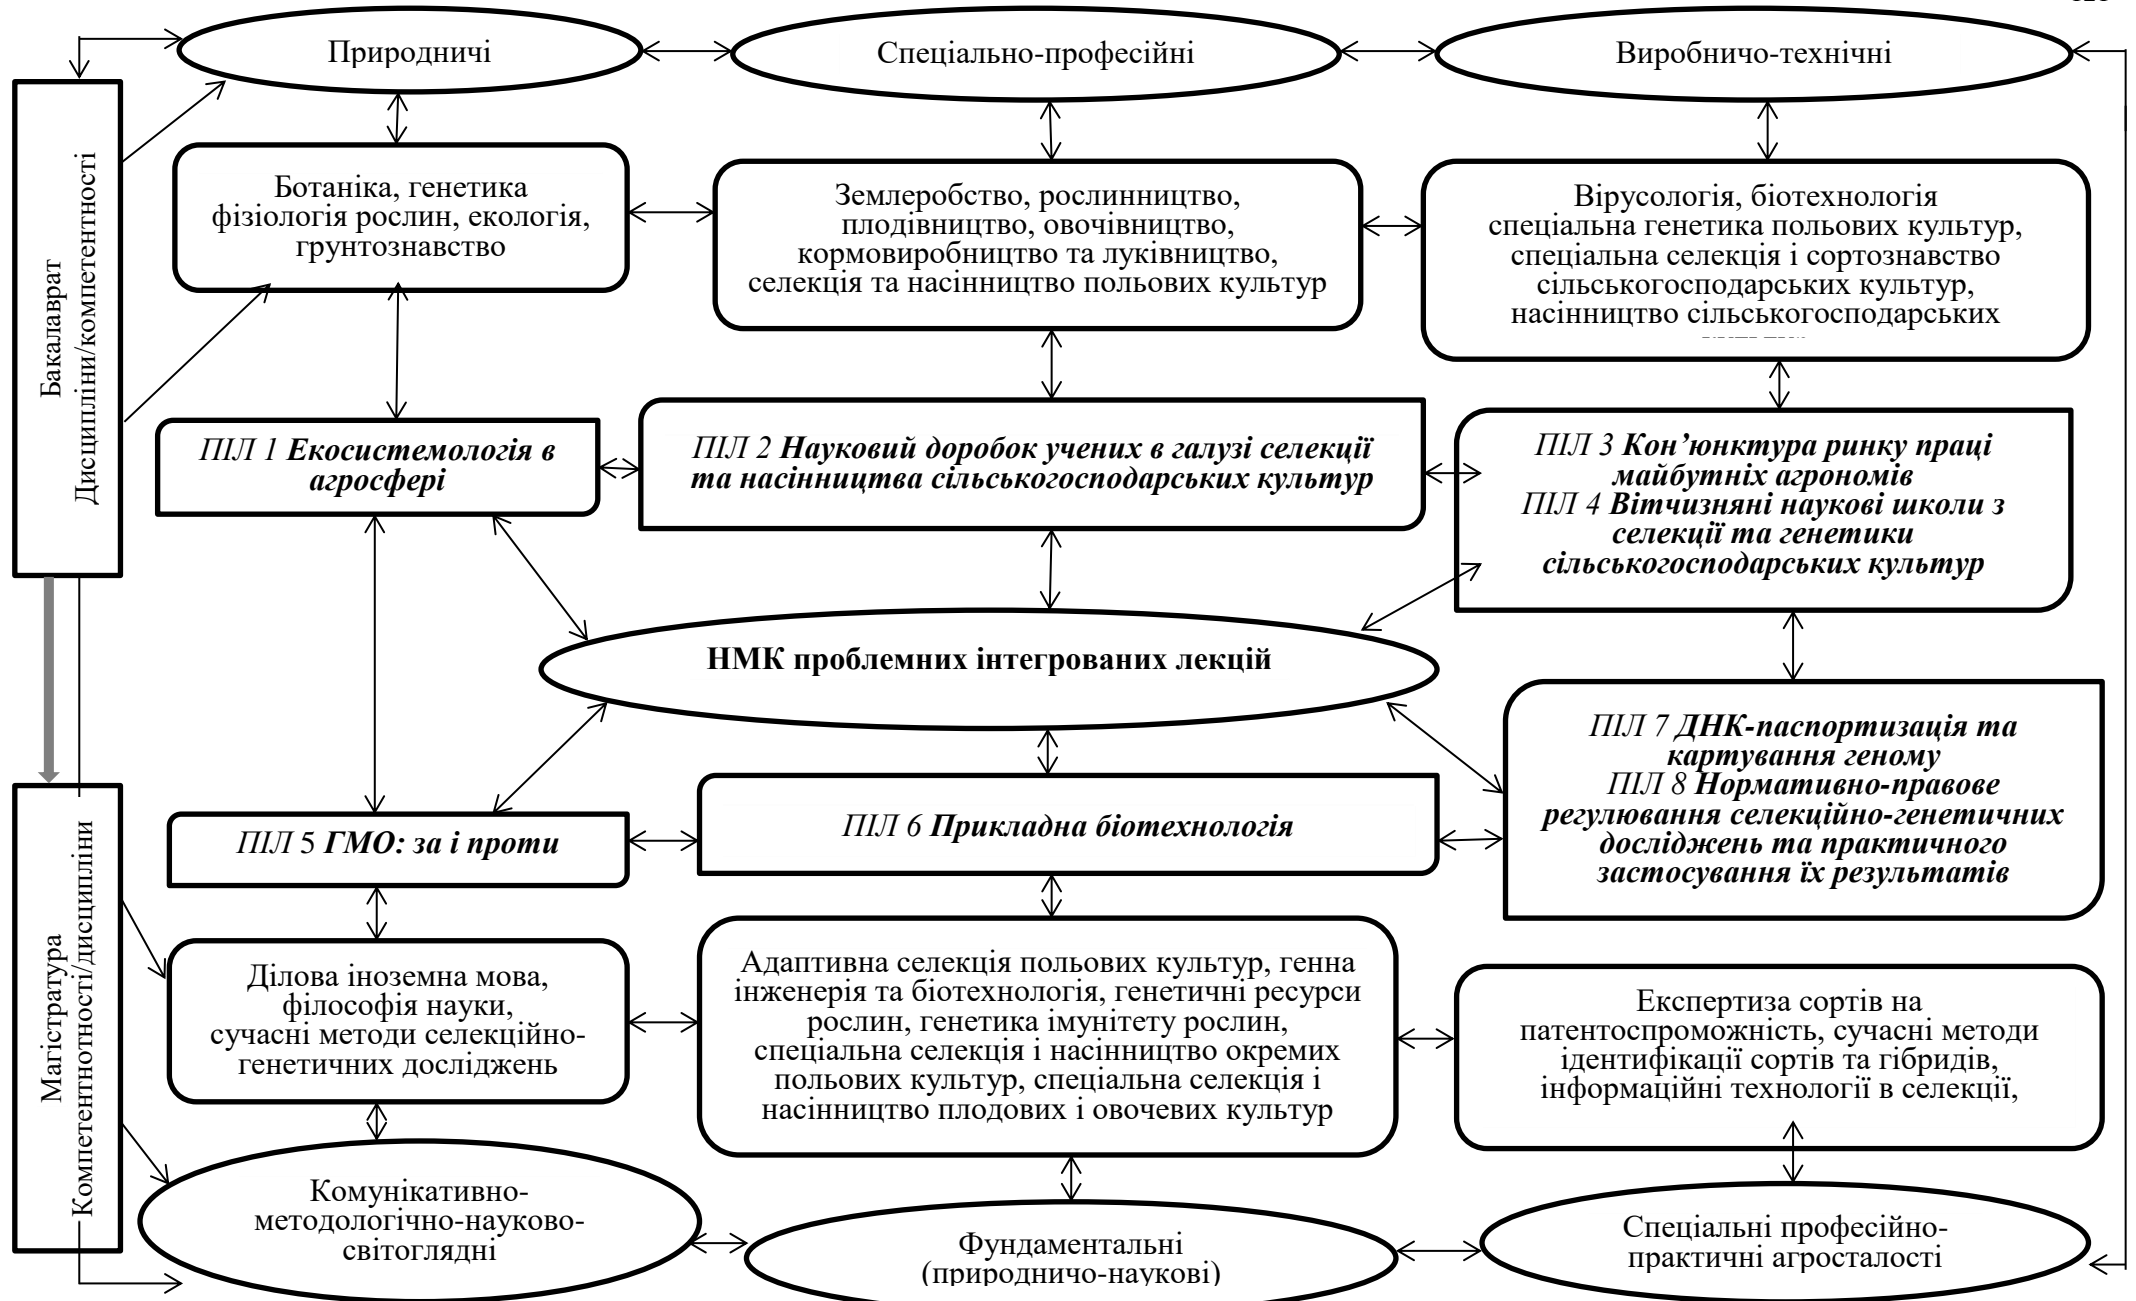 Природничі
Спеціально-професійні
Виробничо-технічні
Бакалаврат
Дисципліни/компетентності
Ботаніка, генетика
фізіологія рослин, екологія,
грунтознавство
Землеробство, рослинництво,
плодівництво, овочівництво,
кормовиробництво та луківництво,
селекція та насінництво польових культур
Вірусологія, біотехнологія
спеціальна генетика польових культур,
спеціальна селекція і сортознавство
сільськогосподарських культур,
насінництво сільськогосподарських
ПІЛ 1 Екосистемологія в
агросфері
ПІЛ 2 Науковий доробок учених в галузі селекції
та насінництва сільськогосподарських культур
ПІЛ 3 Кон’юнктура ринку праці
майбутніх агрономів
ПІЛ 4 Вітчизняні наукові школи з
селекції та генетики
сільськогосподарських культур
НМК проблемних інтегрованих лекцій
ПІЛ 7 ДНК-паспортизація та
картування геному
ПІЛ 8 Нормативно-правове
регулювання селекційно-генетичних
досліджень та практичного
застосування їх результатів
ПІЛ 5 ГМО: за і проти
ПІЛ 6 Прикладна біотехнологія
Магістратура
Компетентнотності/дисципліни
Ділова іноземна мова,
філософія науки,
сучасні методи селекційно-
генетичних досліджень
Адаптивна селекція польових культур, генна
інженерія та біотехнологія, генетичні ресурси
рослин, генетика імунітету рослин,
спеціальна селекція і насінництво окремих
польових культур, спеціальна селекція і
насінництво плодових і овочевих культур
Експертиза сортів на
патентоспроможність, сучасні методи
ідентифікації сортів та гібридів,
інформаційні технології в селекції,
Комунікативно-
методологічно-науково-
світоглядні
Фундаментальні
(природничо-наукові)
Спеціальні професійно-
практичні агросталості